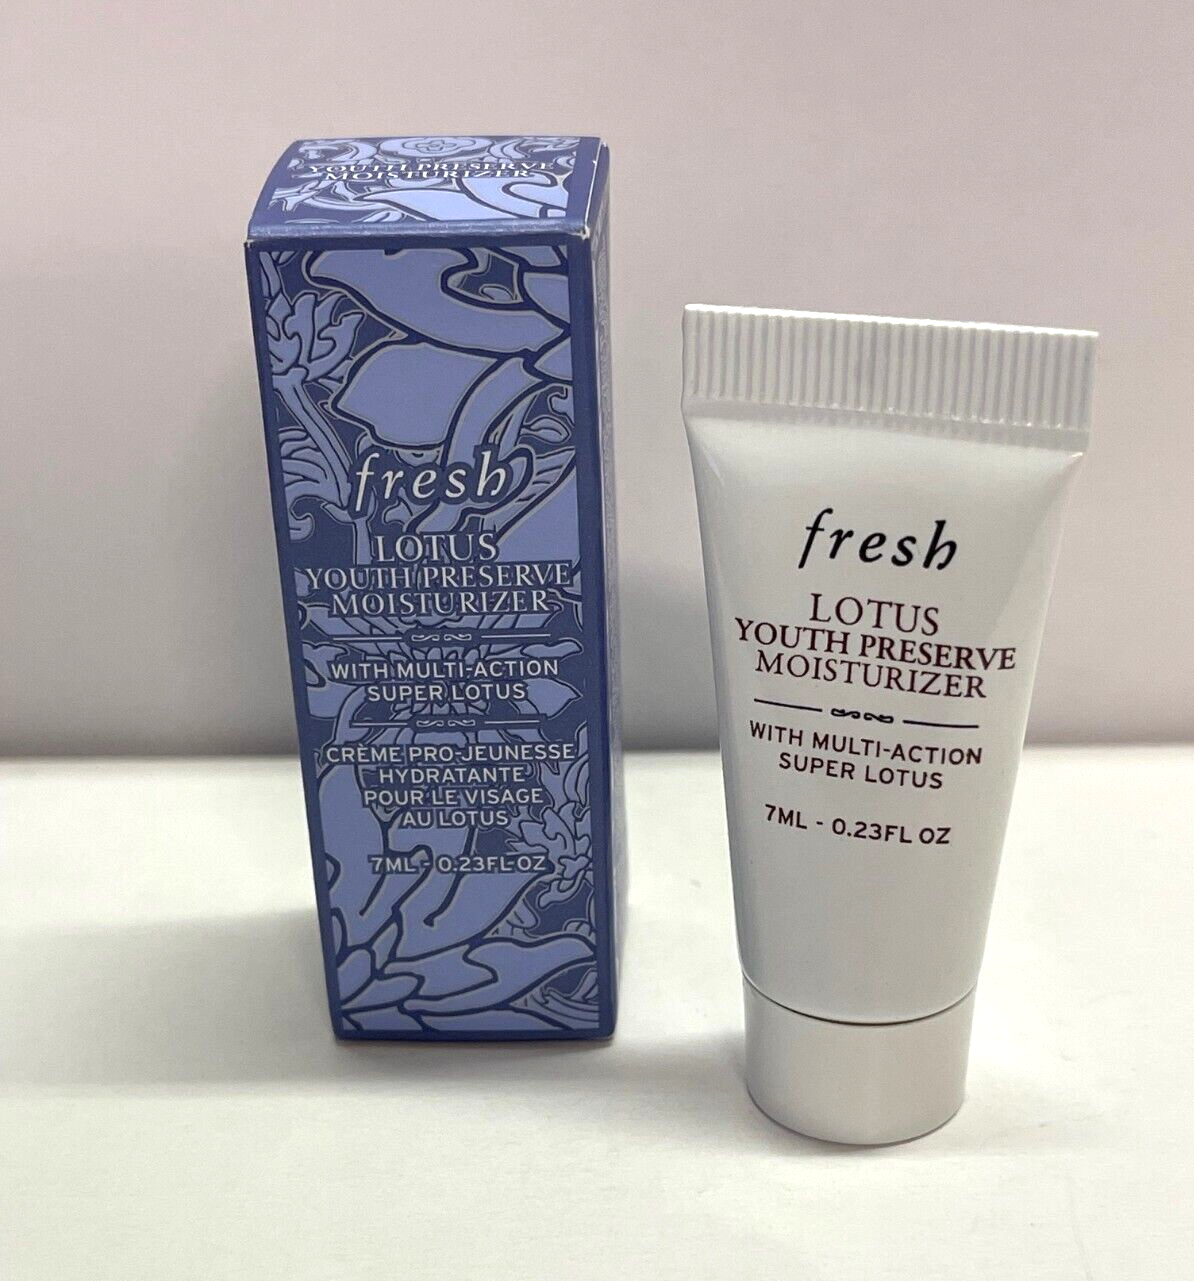 YOUTH PRESERVE
MOISTURIZER
fresh
LOTUS
YOUTH PRESERVE
MOISTURIZER
WITH MULTI-ACTION
SUPER LOTUS
CRÈME PRO-JEUNESSE
HYDRATANTE
POUR LE VISAGE
AU LOTUS
7ML - 0.23FL OZ
fresh
LOTUS
YOUTH PRESERVE
MOISTURIZER
WITH MULTI-ACTION
SUPER LOTUS
7ML - 0.23FL OZ